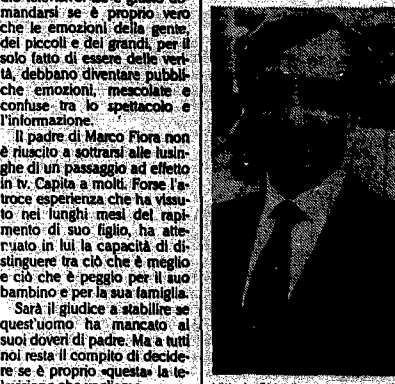 mandarsi se è proprio vero
che le emozioni della gente,
dei piccoli e dei grandi, per il
solo fatto di essere delle veri-
tà, debbano diventare pubbli-
che emozioni, mescolate e
confuse tra lo spettacolo e
l'informazione.
Il padre di Marco Fiora non
è riuscito a sottrarsi alle lusin-
ghe di un passaggio ad effetto
in tv. Capita a molti. Forse l'a-
troce esperienza che ha vissu-
to nei lunghi mesi del rapi-
mento di suo figlio, ha atte-
nuato in lui la capacità di di-
stinguere tra ciò che è meglio
e ciò che è peggio per il suo
bambino e per la sua famiglia.
Sarà il giudice a stabilire se
quest'uomo ha mancato ai
suoi doveri di padre. Ma a tutti
noi resta il compito di decide-
re se è proprio «questa» la te-